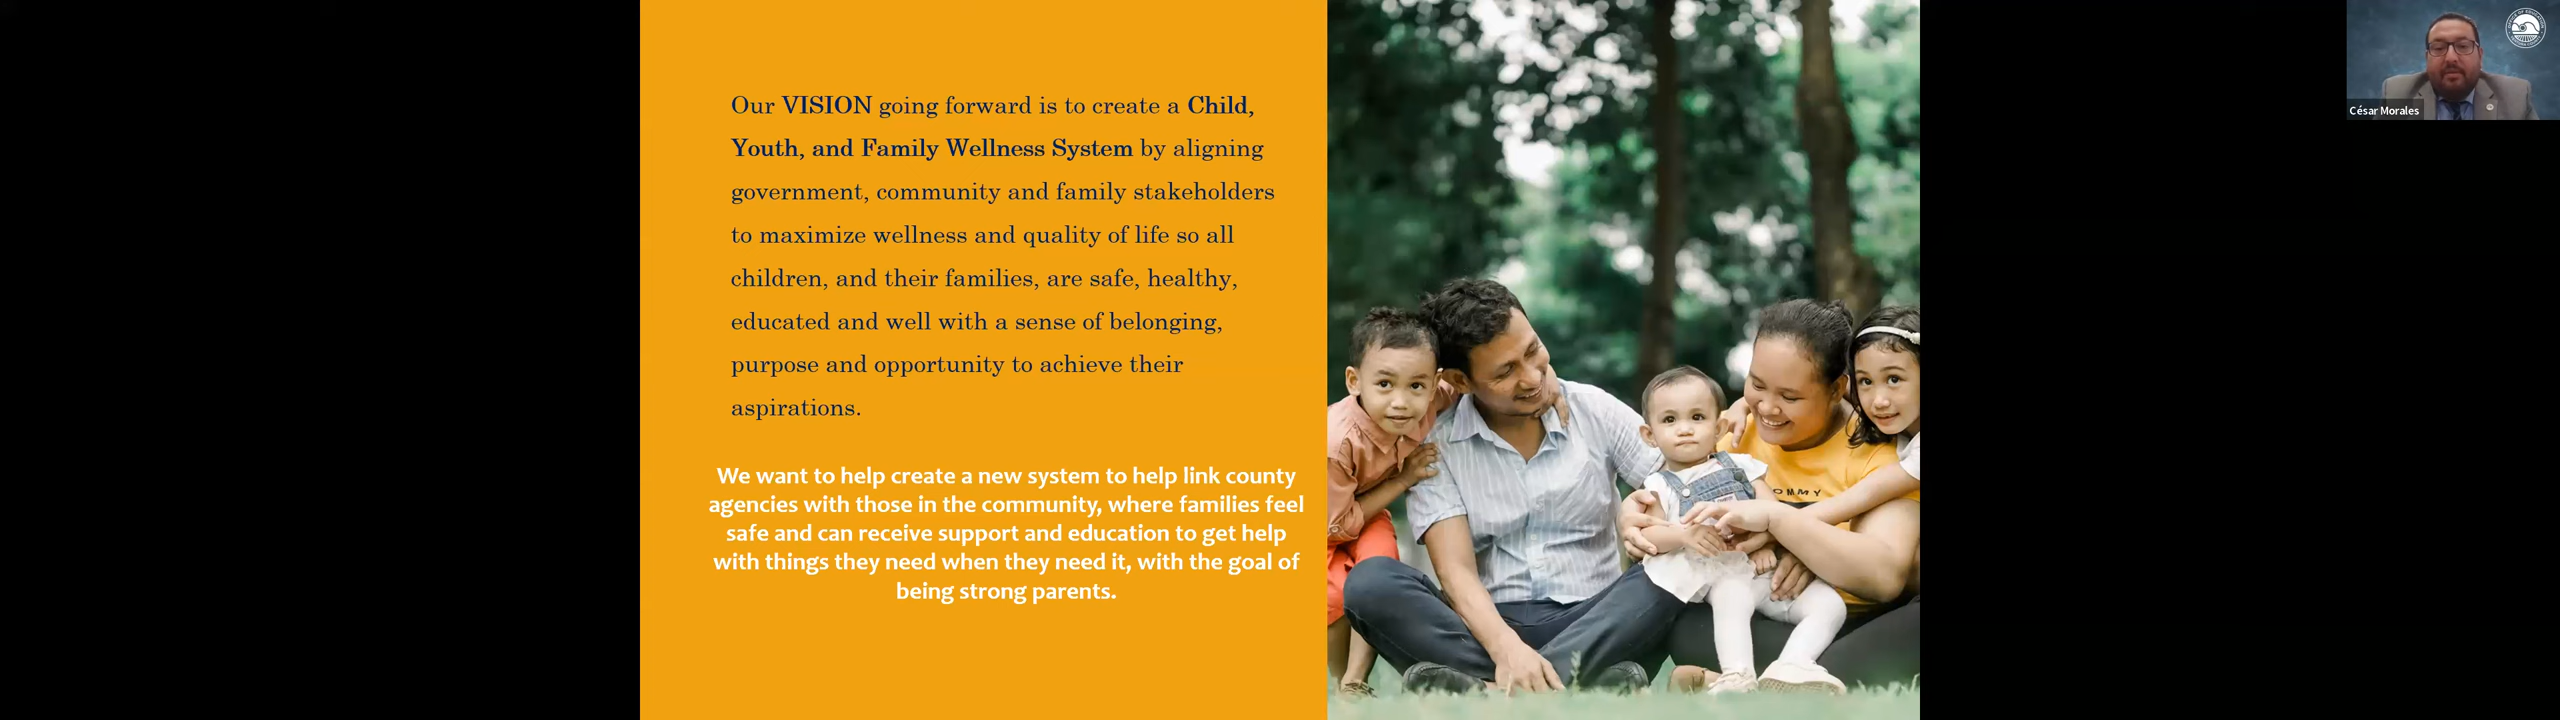 Our VISION going forward is to create a Child,
Youth, and Family Wellness System by aligning
government, community and family stakeholders
to maximize wellness and quality of life so all
children, and their families, are safe, healthy,
educated and well with a sense of belonging,
purpose and opportunity to achieve their
aspirations.
We want to help create a new system to help link county
agencies with those in the community, where families feel
safe and can receive support and education to get help
with things they need when they need it, with the goal of
being strong parents.
OMMY
César Morales